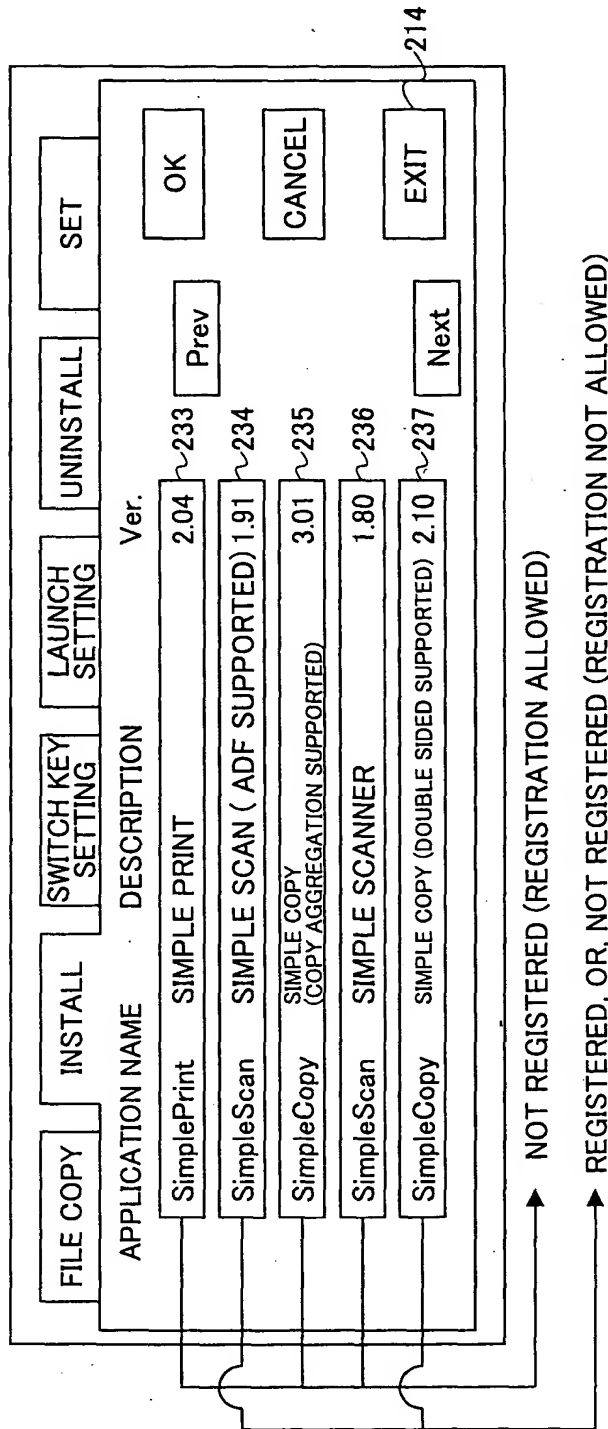 FILE COPY
INSTALL
SWITCH KEY
SETTING
LAUNCH
SETTING
UNINSTALL
SET
APPLICATION NAME
DESCRIPTION
Ver.
SimplePrint SIMPLE PRINT 2.04 233
SimpleScan SIMPLE SCAN ( ADF SUPPORTED) 1.91 234
SimpleCopy SIMPLE COPY
(COPY AGGREGATION SUPPORTED) 3.01 235
SimpleScan SIMPLE SCANNER 1.80 236
SimpleCopy SIMPLE COPY (DOUBLE SIDED SUPPORTED) 2.10 237
Prev
Next
OK
CANCEL
EXIT
214
NOT REGISTERED (REGISTRATION ALLOWED)
REGISTERED, OR, NOT REGISTERED (REGISTRATION NOT ALLOWED)